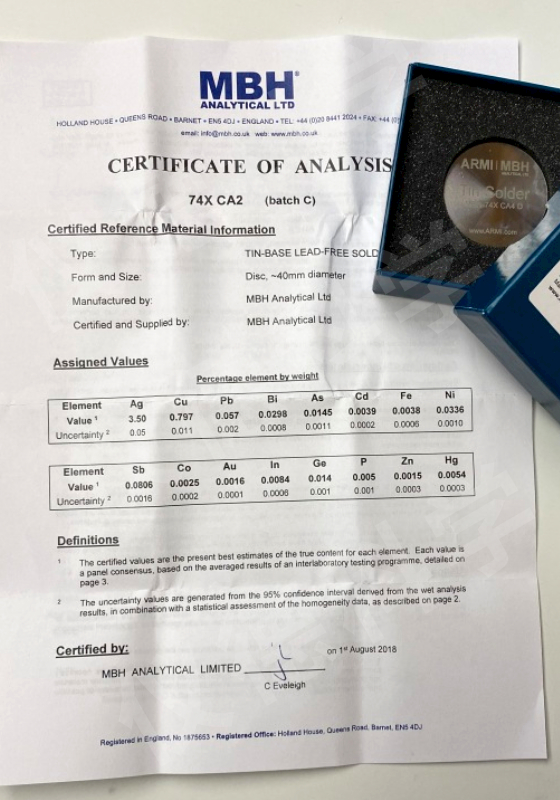 MBH®
ANALYTICAL LTD
HOLLAND HOUSE • QUEENS ROAD • BARNET • EN5 4DJ • ENGLAND • TEL: +44 (0)20 8441 2024 • FAX: +44 (0)
email: info@mbh.co.uk web: www.mbh.co.uk
CERTIFICATE OF ANALYSIS
74X CA2 (batch C)
Certified Reference Material Information
Type: TIN-BASE LEAD-FREE SOLD
Form and Size: Disc, ~40mm diameter
Manufactured by: MBH Analytical Ltd
Certified and Supplied by: MBH Analytical Ltd
Assigned Values
Percentage element by weight
Element Ag Cu Pb Bi As Cd Fe Ni
Value ¹ 3.50 0.797 0.057 0.0298 0.0145 0.0039 0.0038 0.0336
Uncertainty ² 0.05 0.011 0.002 0.0008 0.0011 0.0002 0.0006 0.0010
Element Sb Co Au In Ge P Zn Hg
Value ¹ 0.0806 0.0025 0.0016 0.0084 0.014 0.005 0.0015 0.0054
Uncertainty ² 0.0016 0.0002 0.0001 0.0006 0.001 0.001 0.0003 0.0003
Definitions
¹ The certified values are the present best estimates of the true content for each element. Each value is
a panel consensus, based on the averaged results of an interlaboratory testing programme, detailed on
page 3.
² The uncertainty values are generated from the 95% confidence interval derived from the wet analysis
results, in combination with a statistical assessment of the homogeneity data, as described on page 2.
Certified by:
on 1st August 2018
MBH ANALYTICAL LIMITED
C Eveleigh
Registered in England, No 1875653 • Registered Office: Holland House, Queens Road, Barnet, EN5 4DJ
ARMI | MBH
ANALYTICAL LTD
Tin Solder
74X CA4 B
www.ARMI.com